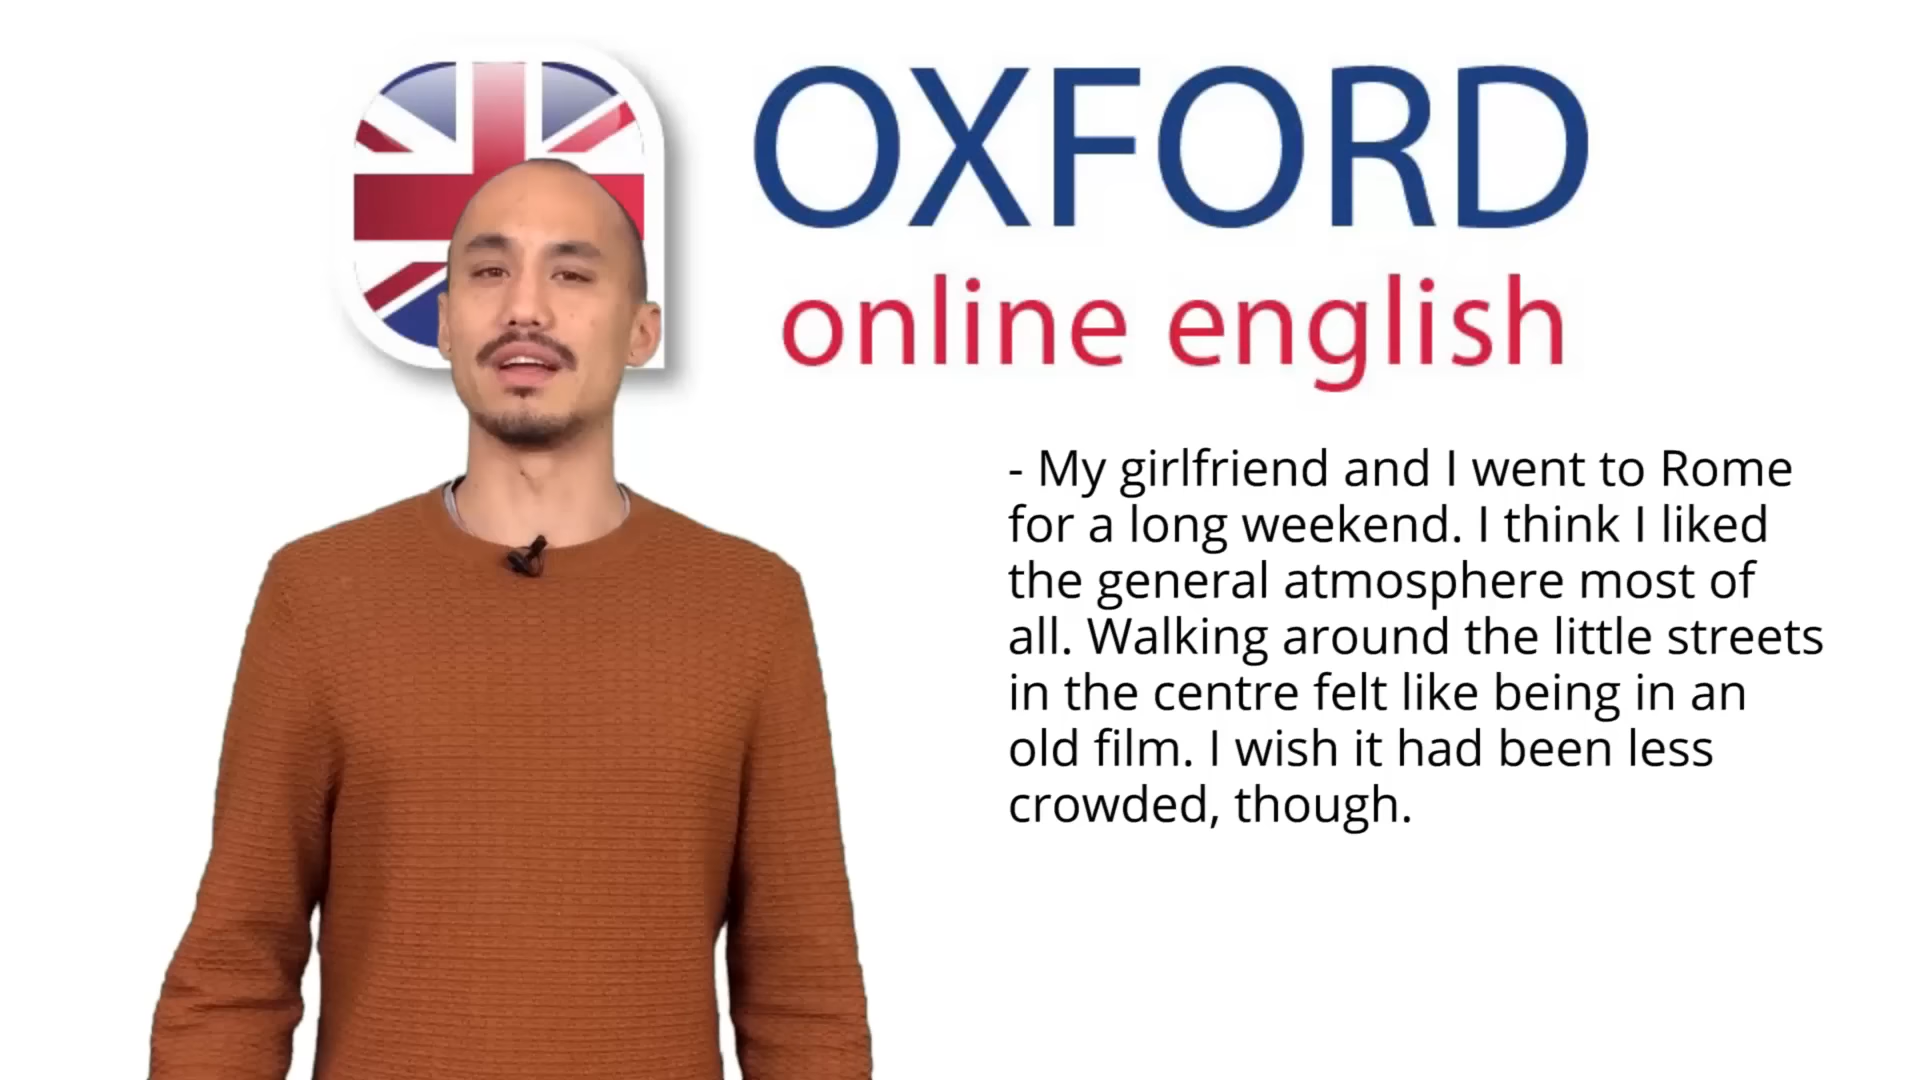 OXFORD
online english
- My girlfriend and I went to Rome
for a long weekend. I think I liked
the general atmosphere most of
all. Walking around the little streets
in the centre felt like being in an
old film. I wish it had been less
crowded, though.